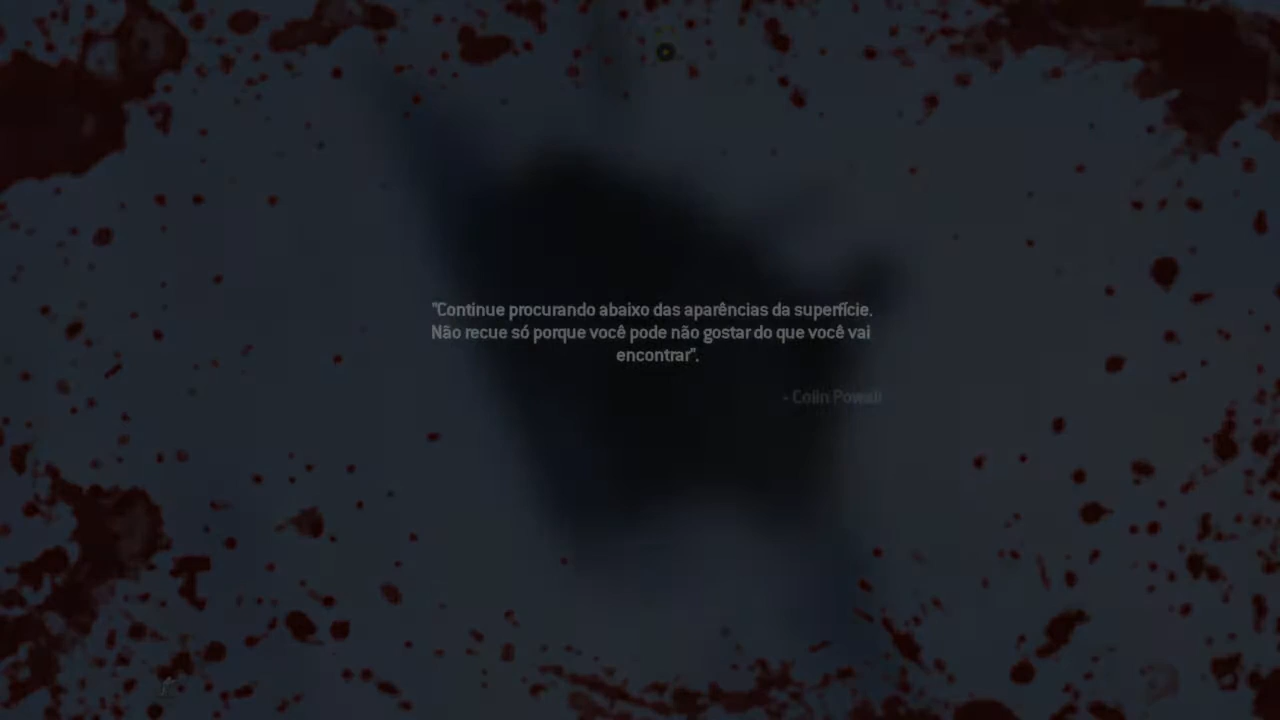 "Continue procurando abaixo das aparências da superfície.
Não recue só porque você pode não gostar do que você vai
encontrar".
- Colin Powell